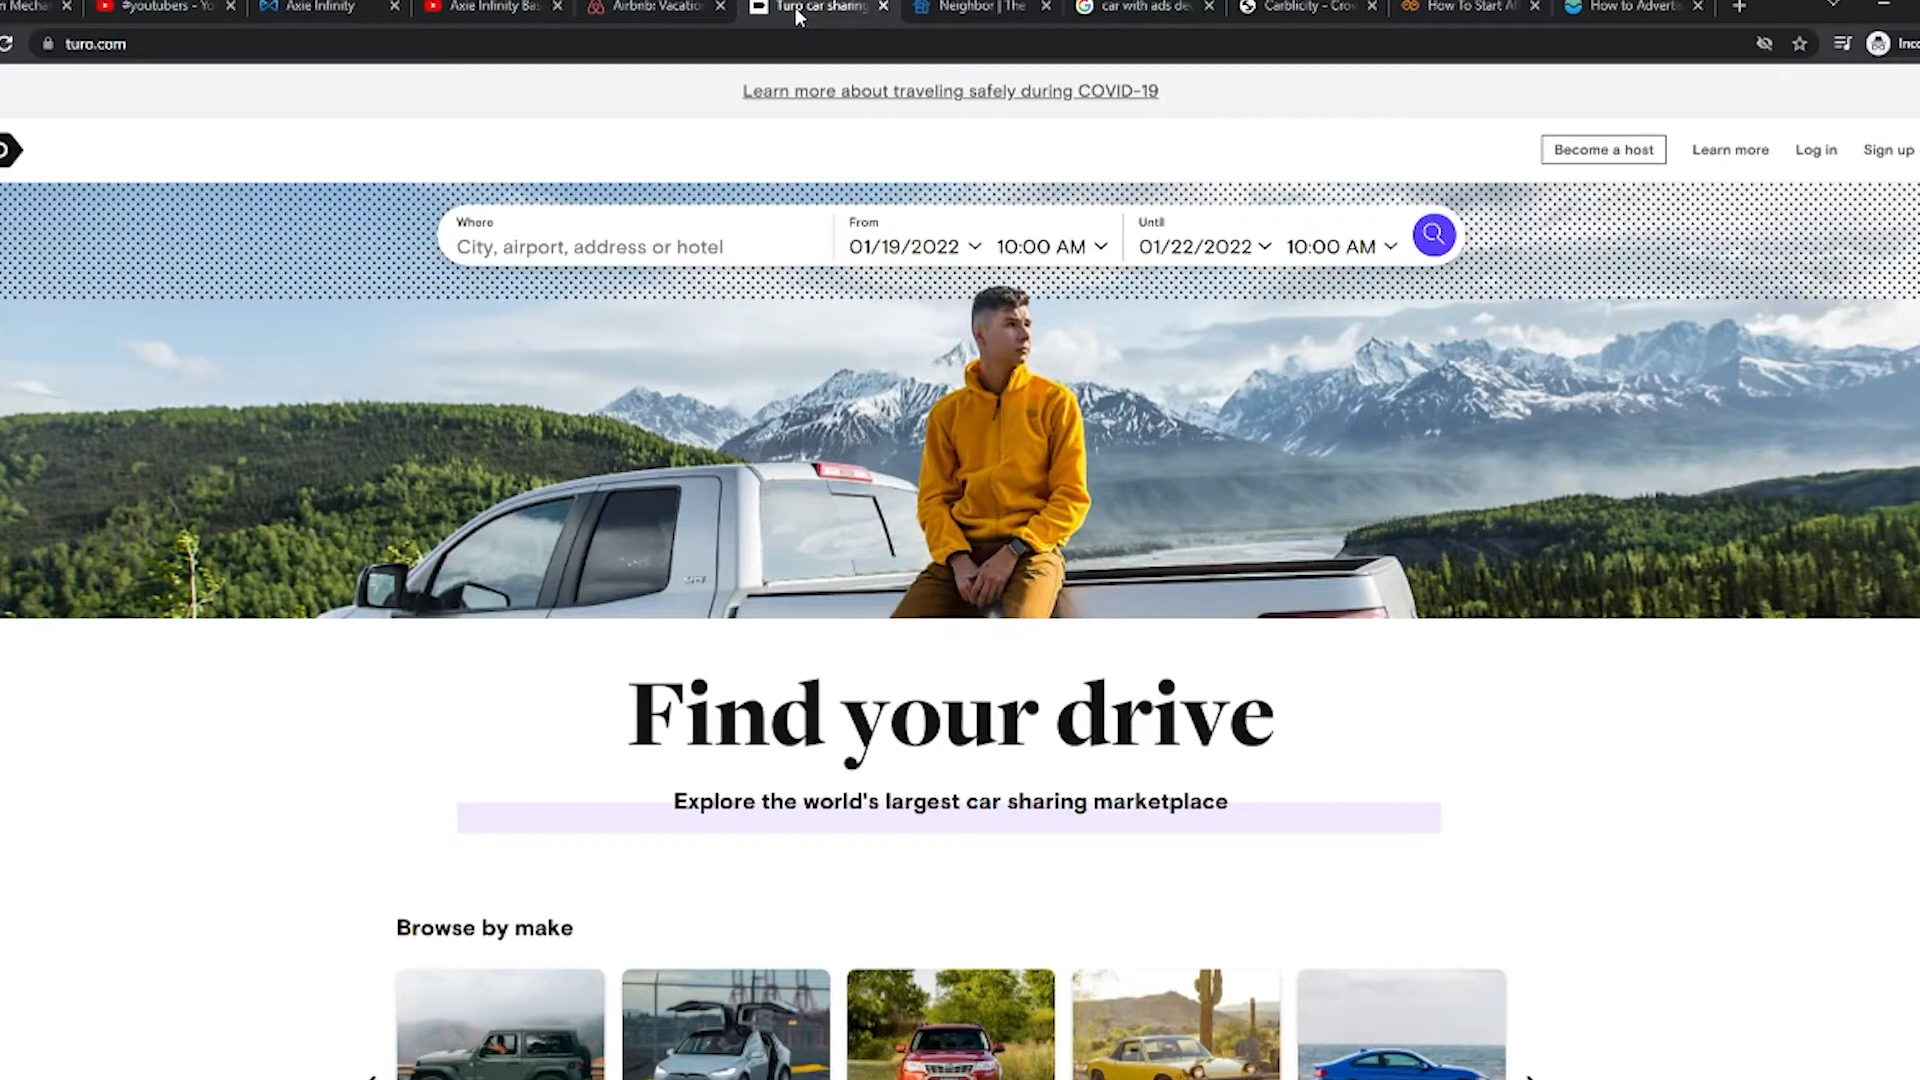 #youtubers - Yo
Axie Infinity
Axie Infinity Ba
Airbnb: Vacatio
Turo car sharing
Neighbor | The
car with ads de
Carblicity - Cro
How To Start A
How to Advert
turo.com
Learn more about traveling safely during COVID-19
Become a host
Learn more
Log in
Sign up
Where
City, airport, address or hotel
From
01/19/2022
10:00 AM
Until
01/22/2022
10:00 AM
Find your drive
Explore the world's largest car sharing marketplace
Browse by make